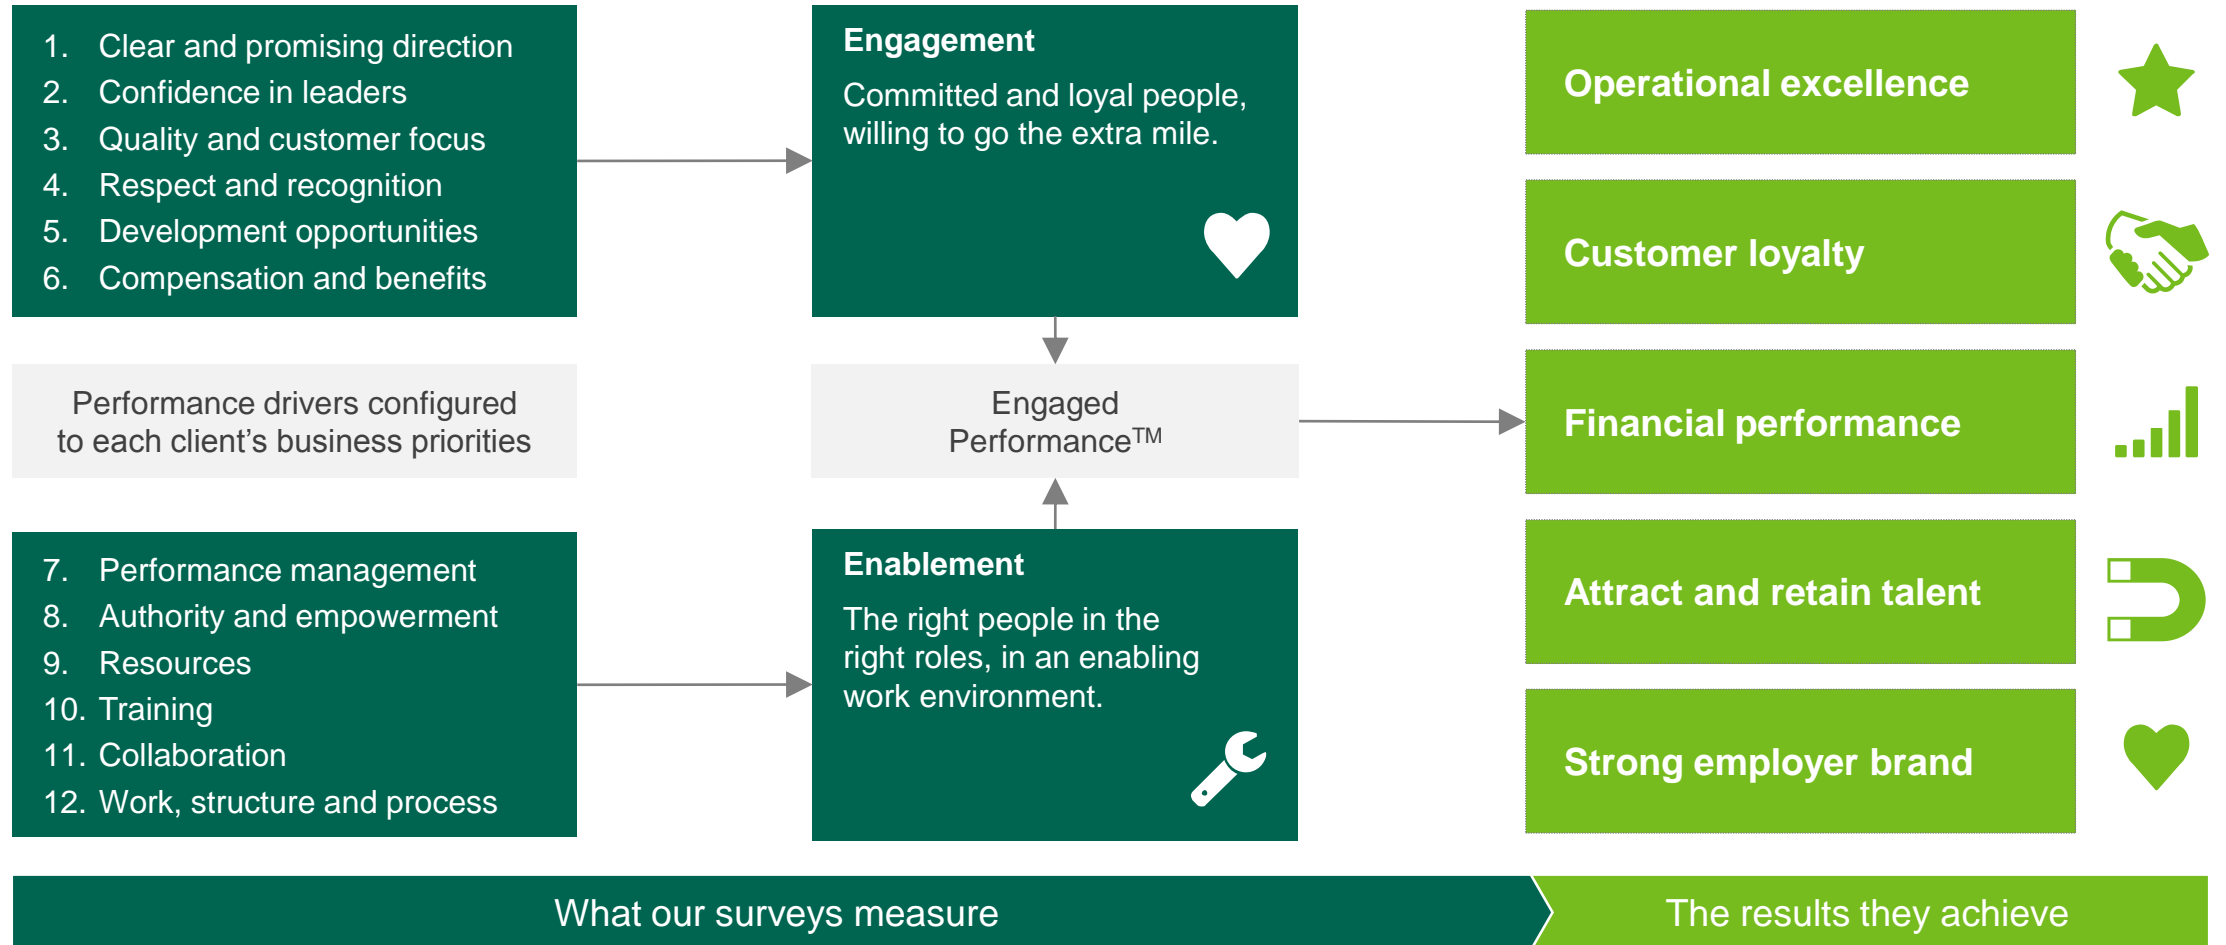 1. Clear and promising direction
2. Confidence in leaders
3. Quality and customer focus
4. Respect and recognition
5. Development opportunities
6. Compensation and benefits
Performance drivers configured
to each client’s business priorities
7. Performance management
8. Authority and empowerment
9. Resources
10. Training
11. Collaboration
12. Work, structure and process
Engagement
Committed and loyal people,
willing to go the extra mile.
Engaged
Performance™
Enablement
The right people in the
right roles, in an enabling
work environment.
Operational excellence
Customer loyalty
Financial performance
Attract and retain talent
Strong employer brand
What our surveys measure
The results they achieve